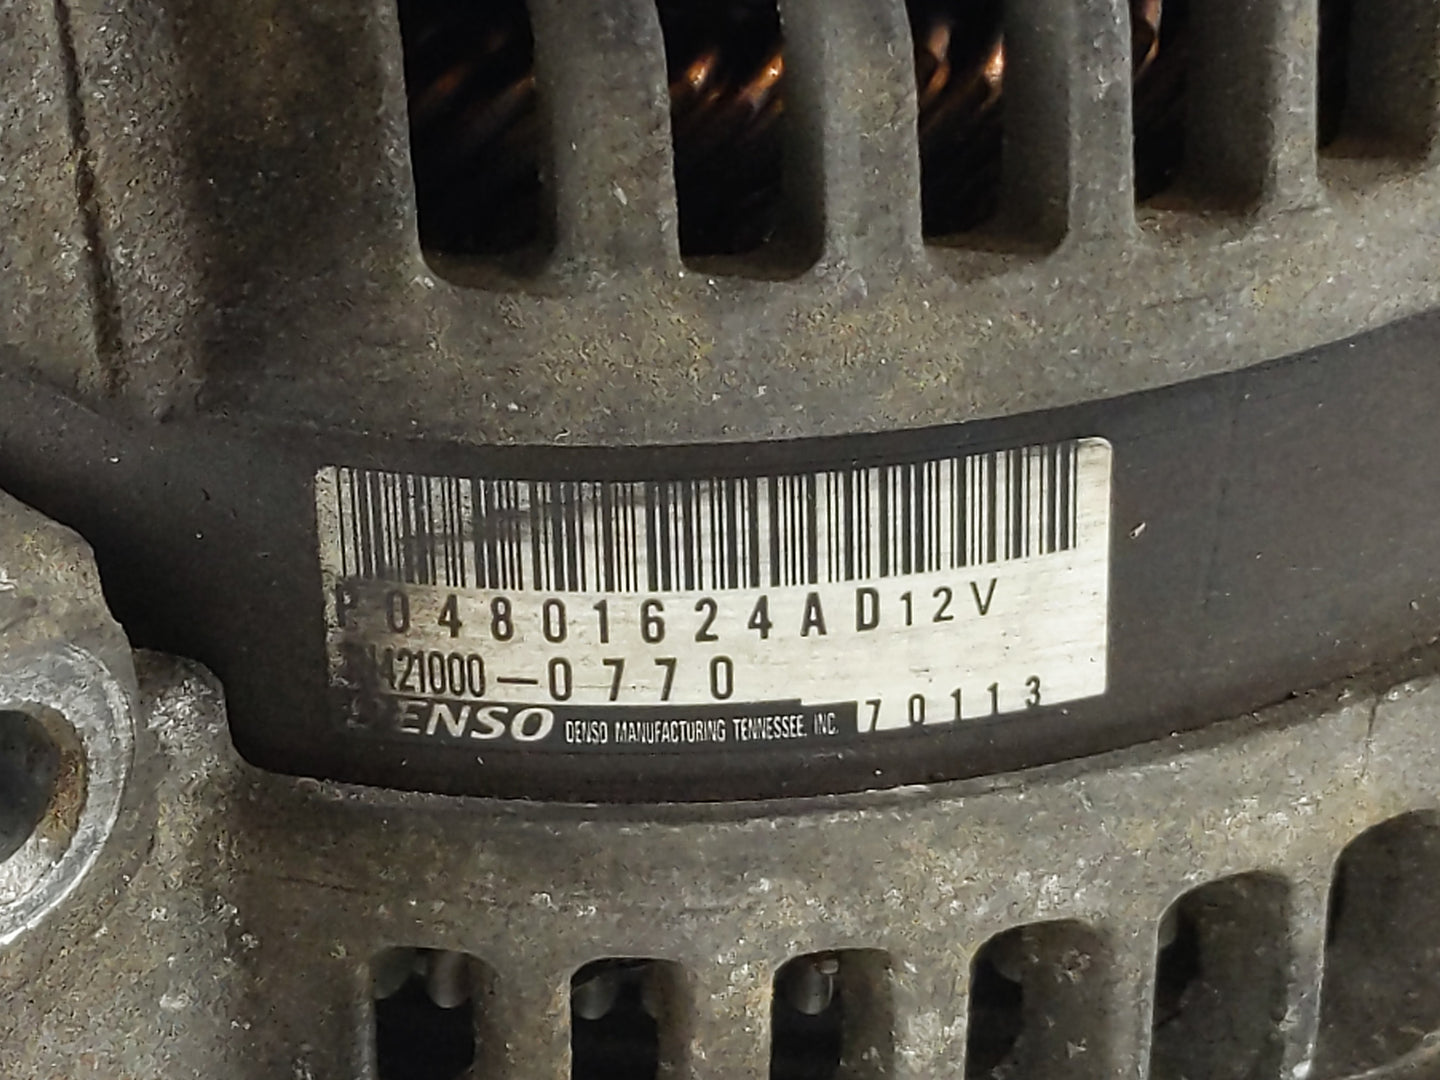 P04801624AD12V
421000-0770
DENSO DENSO MANUFACTURING TENNESSEE, INC. 70113